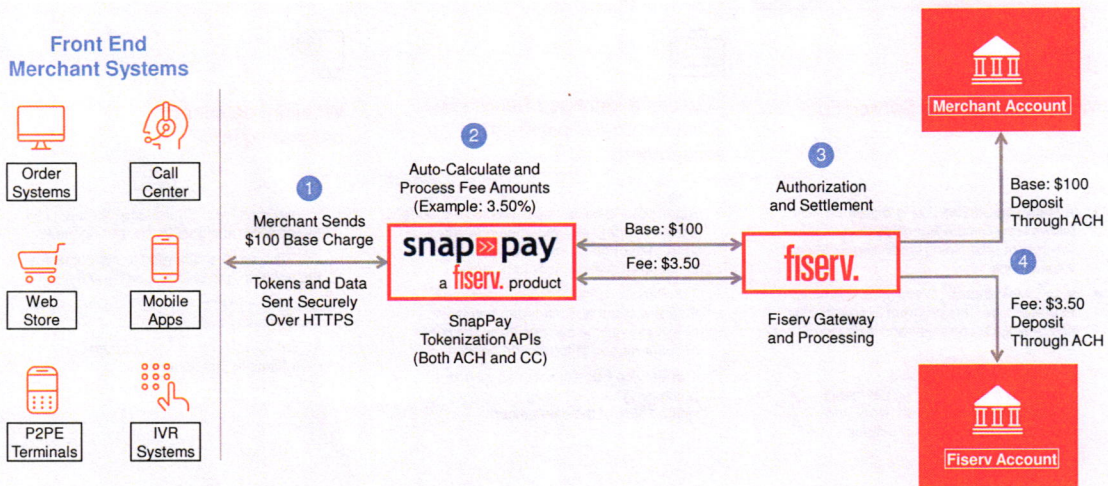 Front End
Merchant Systems
Order
Systems
Call
Center
Web
Store
Mobile
Apps
P2PE
Terminals
IVR
Systems
1
Merchant Sends
$100 Base Charge
Tokens and Data
Sent Securely
Over HTTPS
2
Auto-Calculate and
Process Fee Amounts
(Example: 3.50%)
snap pay
a fiserv. product
SnapPay
Tokenization APIs
(Both ACH and CC)
Base: $100
Fee: $3.50
3
Authorization
and Settlement
fiserv.
Fiserv Gateway
and Processing
Merchant Account
Base: $100
Deposit
Through ACH
4
Fee: $3.50
Deposit
Through ACH
Fiserv Account